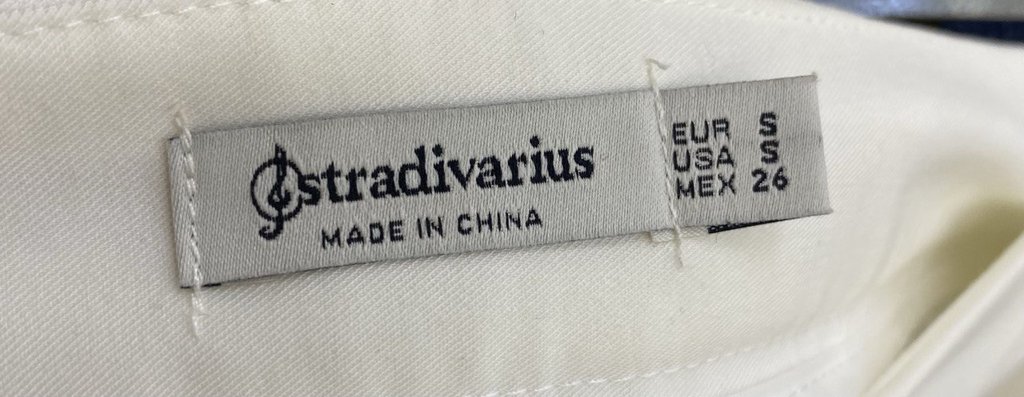 stradivarius
MADE IN CHINA
EUR S
USA S
MEX 26